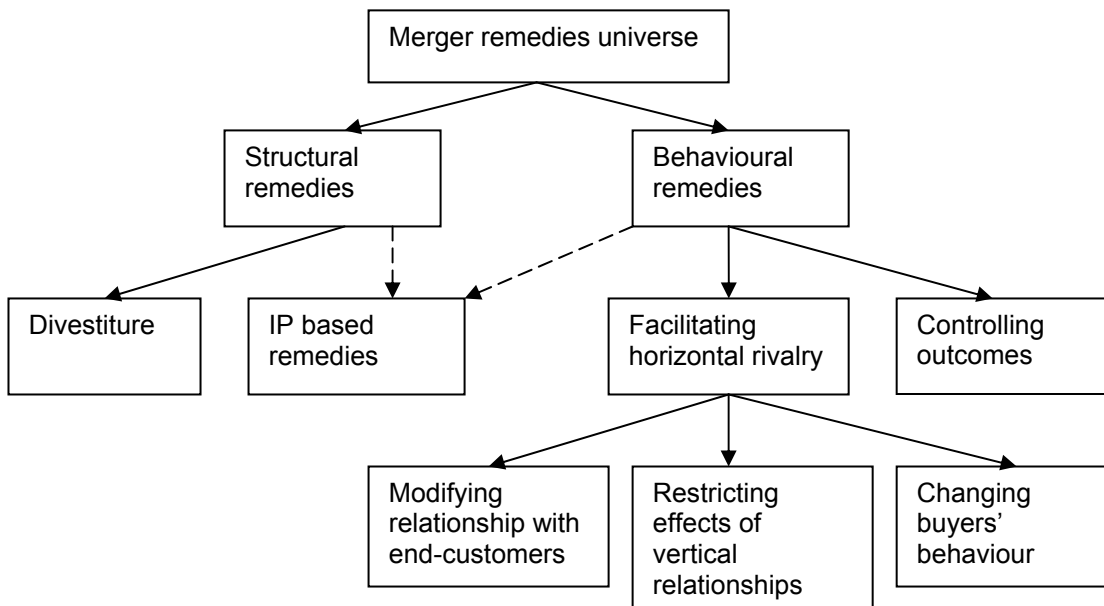 Merger remedies universe
Structural
remedies
Behavioural
remedies
Divestiture
IP based
remedies
Facilitating
horizontal rivalry
Controlling
outcomes
Modifying
relationship with
end-customers
Restricting
effects of
vertical
relationships
Changing
buyers’
behaviour